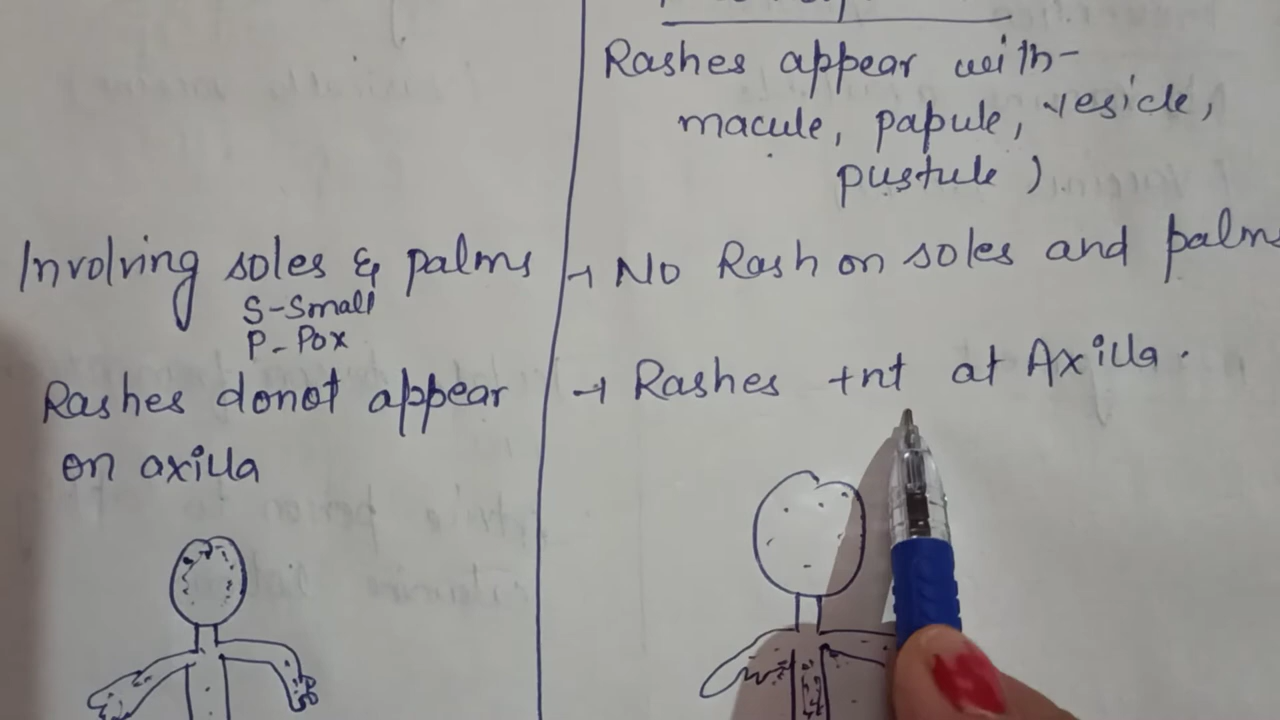 Rashes appear with-
macule, papule, vesicle,
pustule )
Involving soles & palms
S-Small
P-Pox
Rashes donot appear
on axilla
→ No Rash on soles and palms
→ Rashes +nt at Axilla.